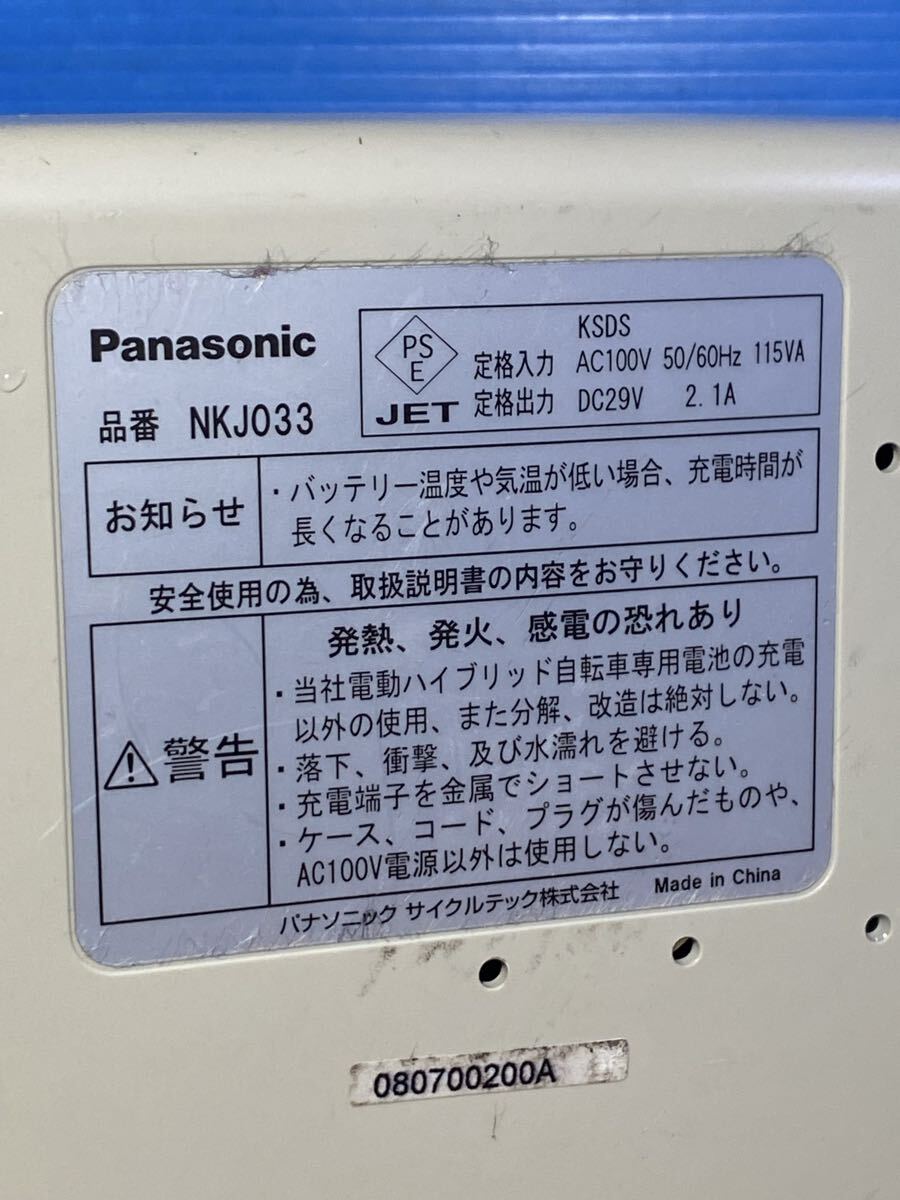 Panasonic
品番 NKJ033
PS
E
JET
KSDS
定格入力 AC100V 50/60Hz 115VA
定格出力 DC29V 2.1A
お知らせ
・バッテリー温度や気温が低い場合、充電時間が
長くなることがあります。
安全使用の為、取扱説明書の内容をお守りください。
警告
発熱、発火、感電の恐れあり
・当社電動ハイブリッド自転車専用電池の充電
以外の使用、また分解、改造は絶対しない。
・落下、衝撃、及び水濡れを避ける。
・充電端子を金属でショートさせない。
・ケース、コード、プラグが傷んだものや、
AC100V電源以外は使用しない。
パナソニック サイクルテック株式会社 Made in China
080700200A